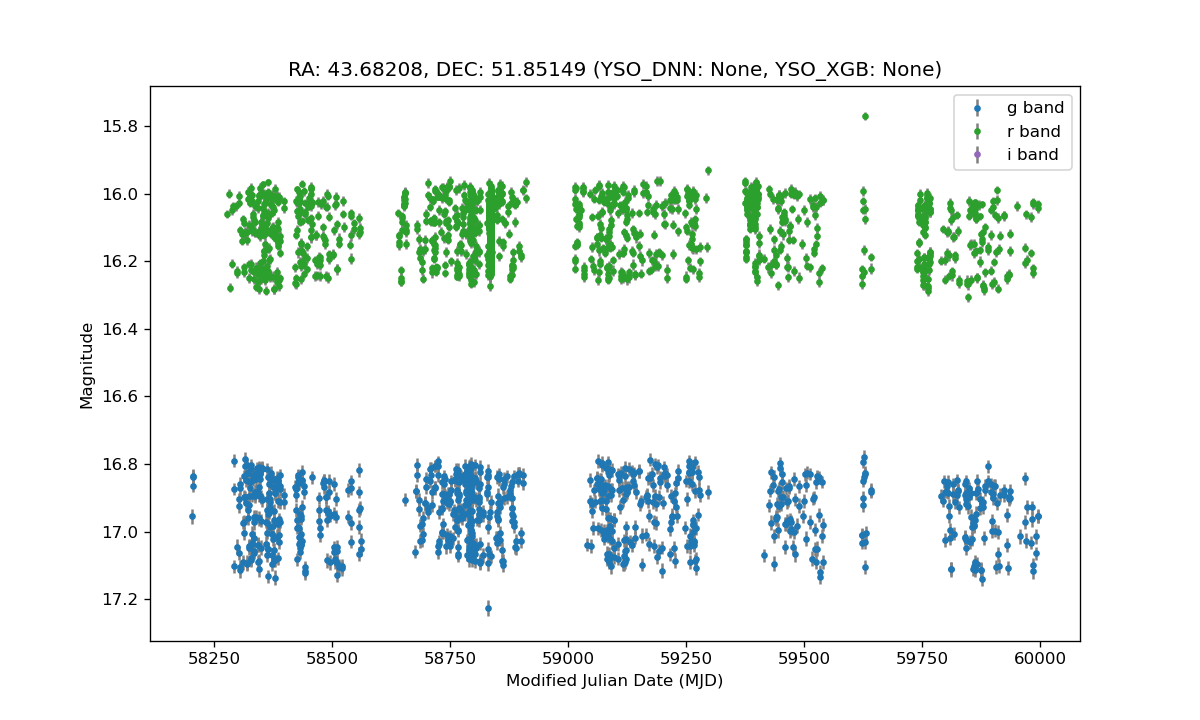 RA: 43.68208, DEC: 51.85149 (YSO_DNN: None, YSO_XGB: None)
g band
r band
i band
15.8
16.0
16.2
16.4
16.6
16.8
17.0
17.2
Magnitude
58250 58500 58750 59000 59250 59500 59750 60000
Modified Julian Date (MJD)